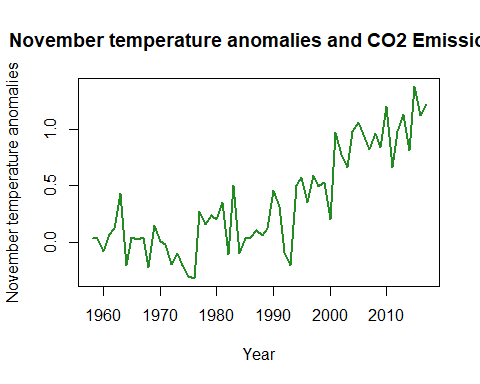 November temperature anomalies and CO2 Emissio
November temperature anomalies
1.0
0.5
0.0
1960 1970 1980 1990 2000 2010
Year